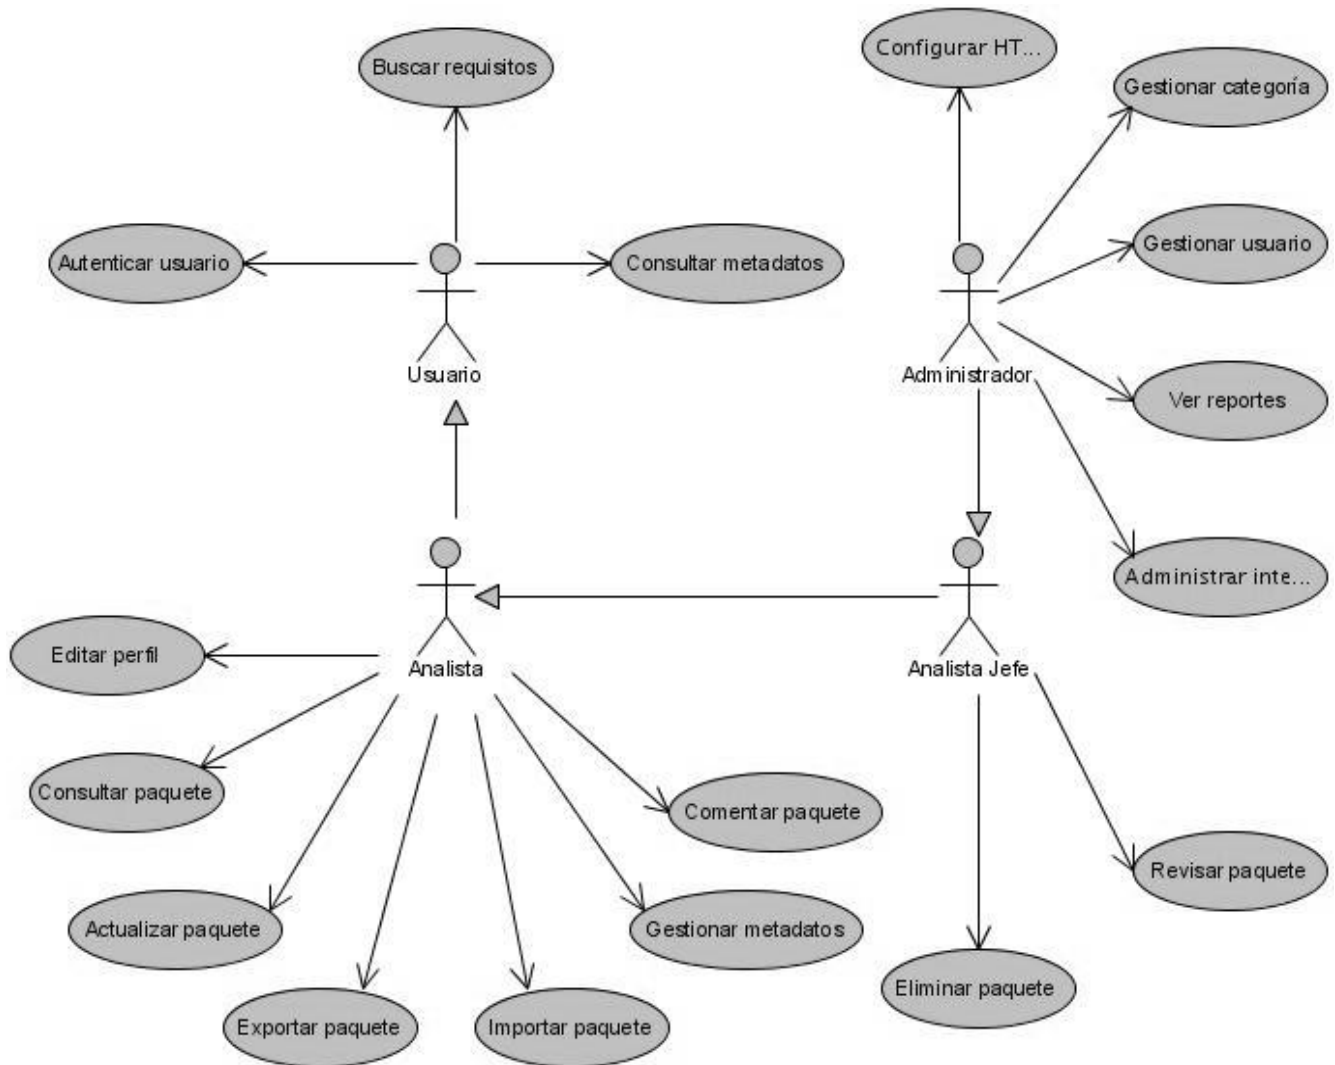 Configurar HT...
Buscar requisitos
Gestionar categoría
Gestionar usuario
Autenticar usuario
Consultar metadatos
Usuario
Administrador
Ver reportes
Administrar inte...
Editar perfil
Analista
Analista Jefe
Consultar paquete
Comentar paquete
Revisar paquete
Actualizar paquete
Gestionar metadatos
Eliminar paquete
Exportar paquete
Importar paquete